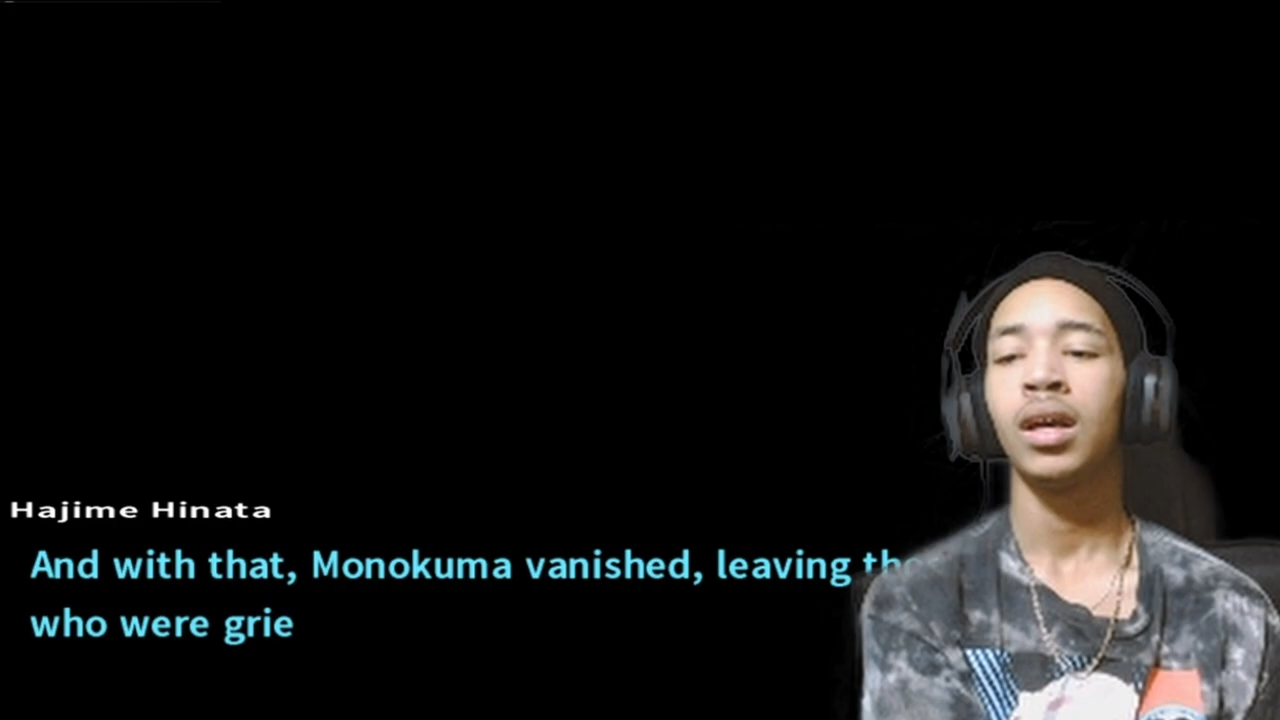 Hajime Hinata
And with that, Monokuma vanished, leaving
who were grie